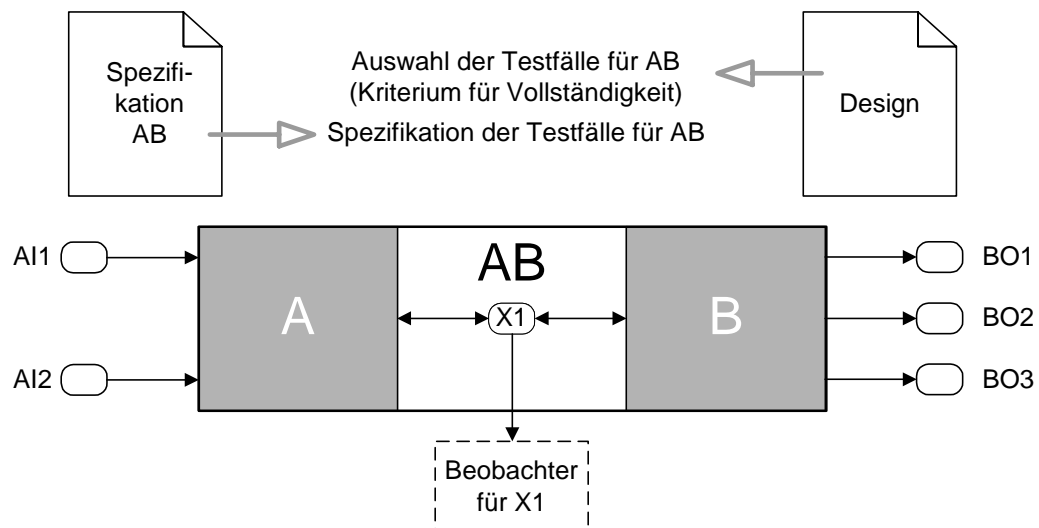 Spezifi-
kation
AB
Auswahl der Testfälle für AB
(Kriterium für Vollständigkeit)
Spezifikation der Testfälle für AB
Design
AI1
AI2
A
AB
X1
B
BO1
BO2
BO3
Beobachter
für X1